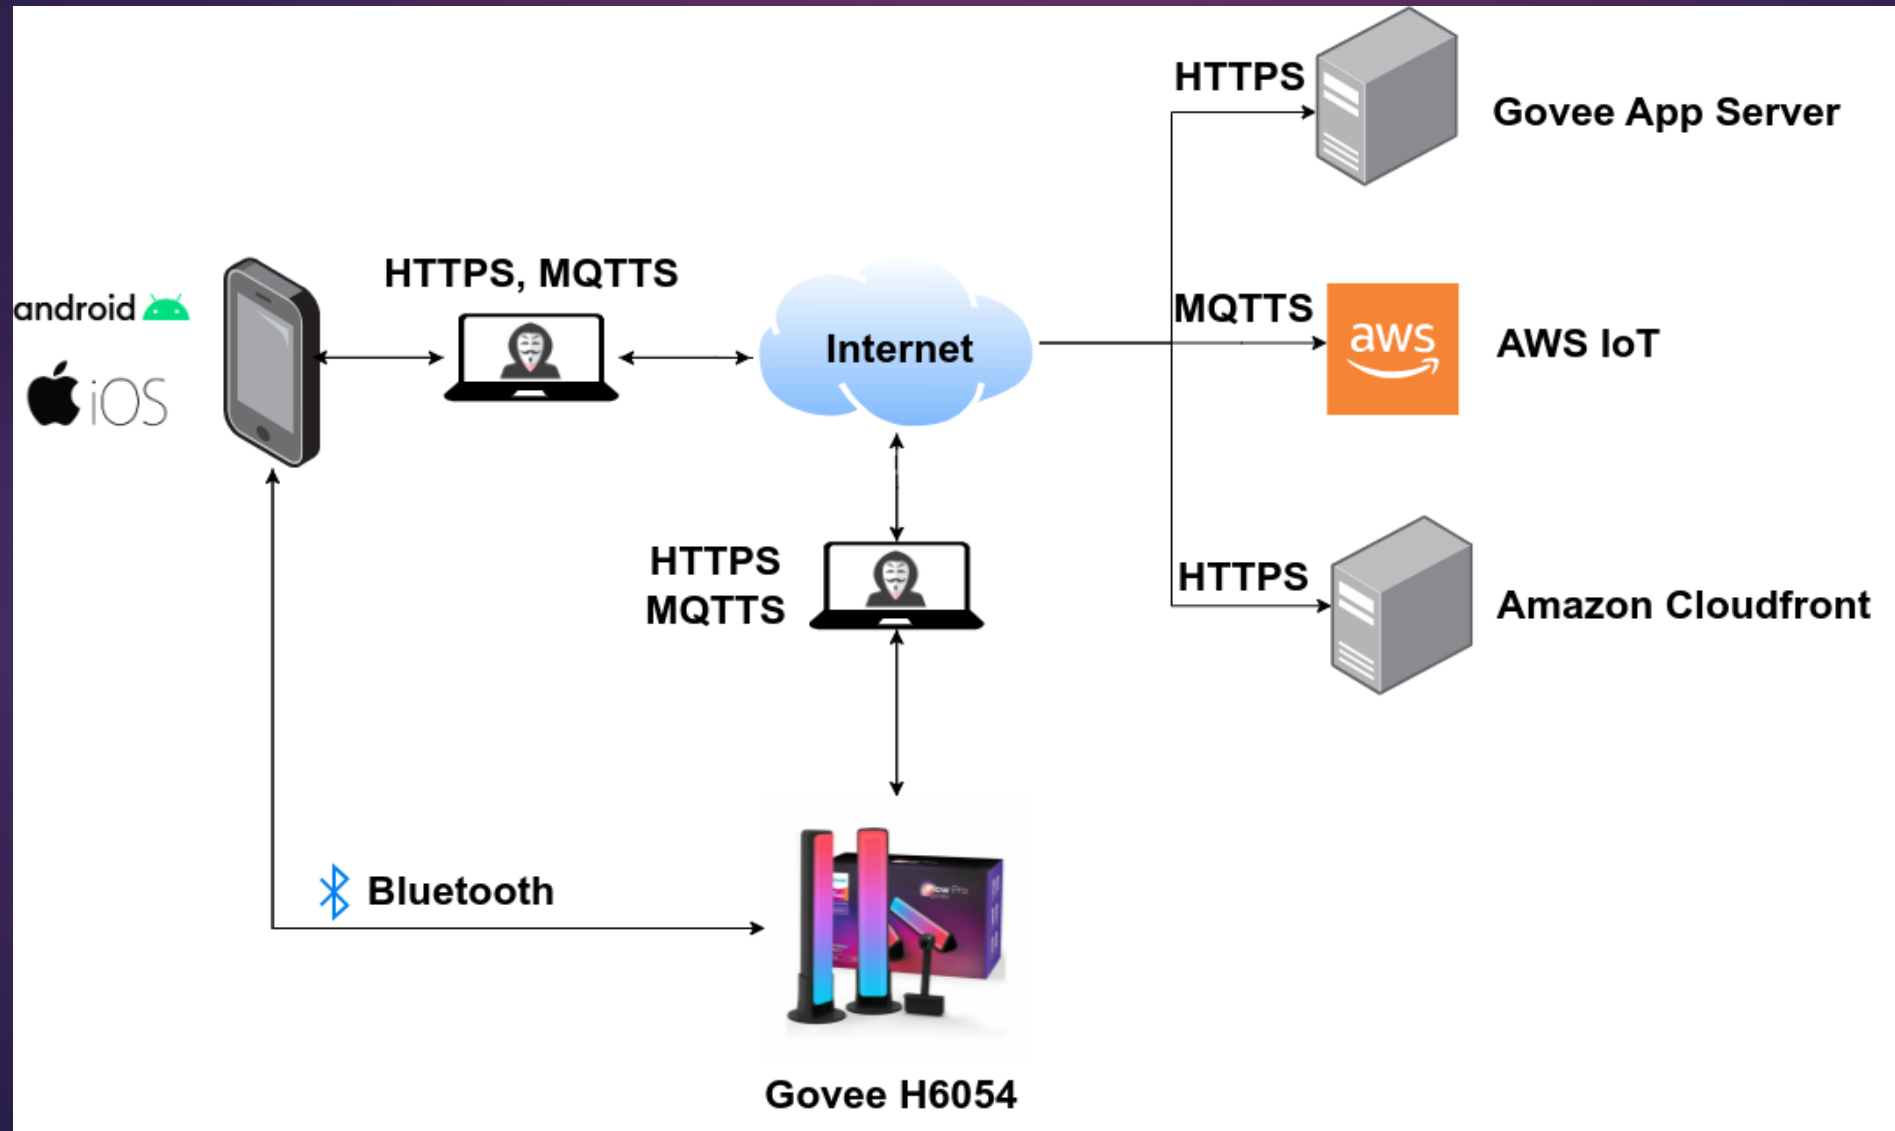 HTTPS
Govee App Server
HTTPS, MQTTS
android
iOS
Internet
MQTTS
aws
AWS IoT
HTTPS
MQTTS
HTTPS
Amazon Cloudfront
Bluetooth
Govee H6054